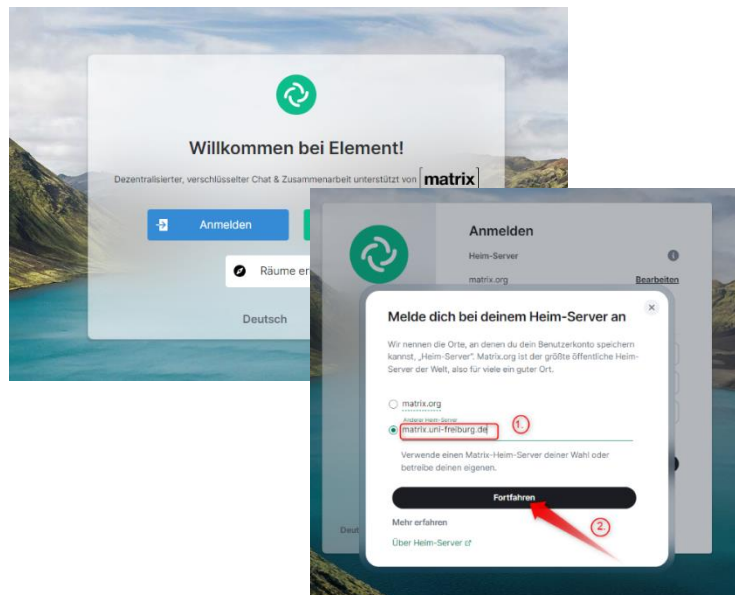 Willkommen bei Element!
Dezentralisierter, verschlüsselter Chat & Zusammenarbeit unterstützt von [matrix]
Anmelden
Räume er
Deutsch
Anmelden
Heim-Server
matrix.org
Bearbeiten
Melde dich bei deinem Heim-Server an
Wir nennen die Orte, an denen du dein Benutzerkonto speichern
kannst, „Heim-Server". Matrix.org ist der größte öffentliche Heim-
Server der Welt, also für viele ein guter Ort.
matrix.org
Anderer Heim-Server
matrix.uni-freiburg.de
1.
Verwende einen Matrix-Heim-Server deiner Wahl oder
betreibe deinen eigenen.
Fortfahren
2.
Mehr erfahren
Über Heim-Server
Deut